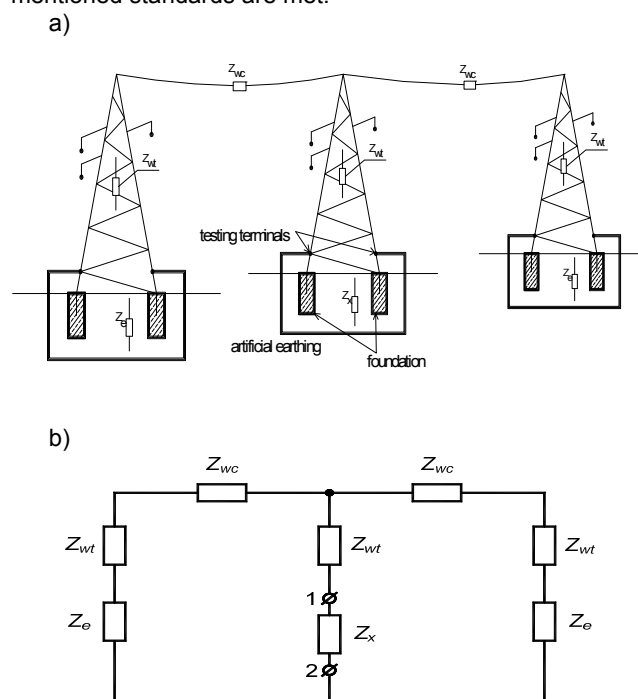 mentioned standards are met.
a)
Zwc Zwc
Zwt Zwt Zwt
testing terminals
Ze Zx Ze
artificial earthing
foundation
b)
Zwc Zwc
Zwt Zwt Zwt
1
Ze Zx Ze
2